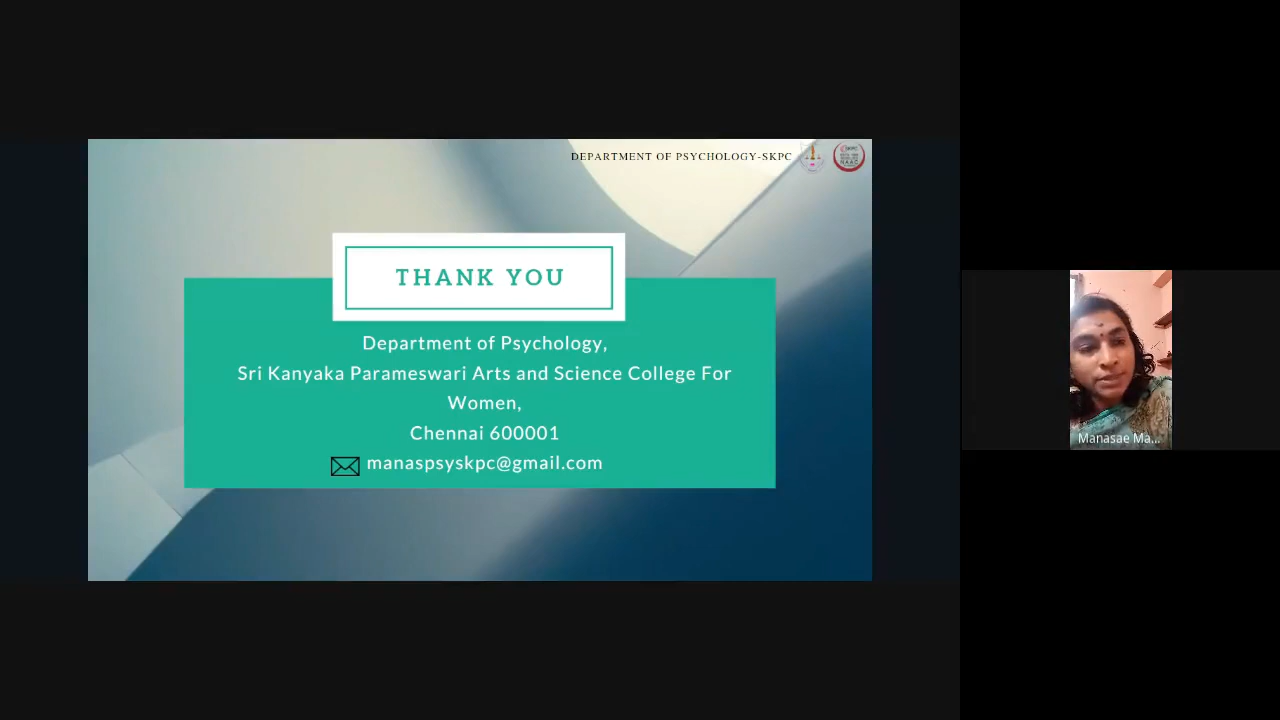 DEPARTMENT OF PSYCHOLOGY-SKPC
THANK YOU
Department of Psychology,
Sri Kanyaka Parameswari Arts and Science College For
Women,
Chennai 600001
manaspsyskpc@gmail.com
Manasae Ma...